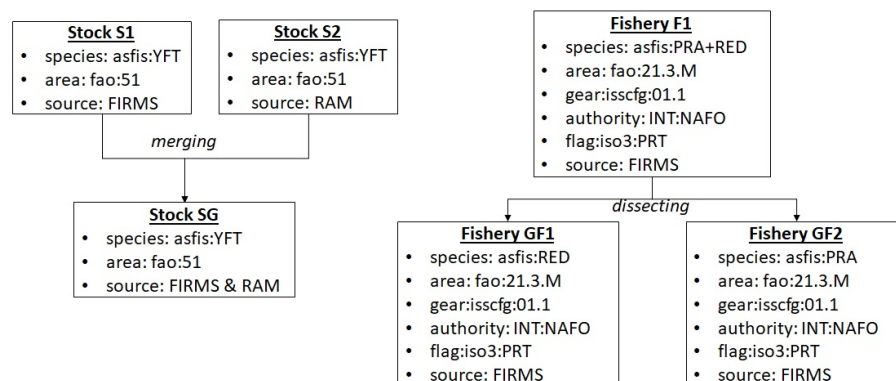 Stock S1
• species: asfis:YFT
• area: fao:51
• source: FIRMS
Stock S2
• species: asfis:YFT
• area: fao:51
• source: RAM
merging
Stock SG
• species: asfis:YFT
• area: fao:51
• source: FIRMS & RAM
Fishery F1
• species: asfis:PRA+RED
• area: fao:21.3.M
• gear:isscfg:01.1
• authority: INT:NAFO
• flag:iso3:PRT
• source: FIRMS
dissecting
Fishery GF1
• species: asfis:RED
• area: fao:21.3.M
• gear:isscfg:01.1
• authority: INT:NAFO
• flag:iso3:PRT
• source: FIRMS
Fishery GF2
• species: asfis:PRA
• area: fao:21.3.M
• gear:isscfg:01.1
• authority: INT:NAFO
• flag:iso3:PRT
• source: FIRMS